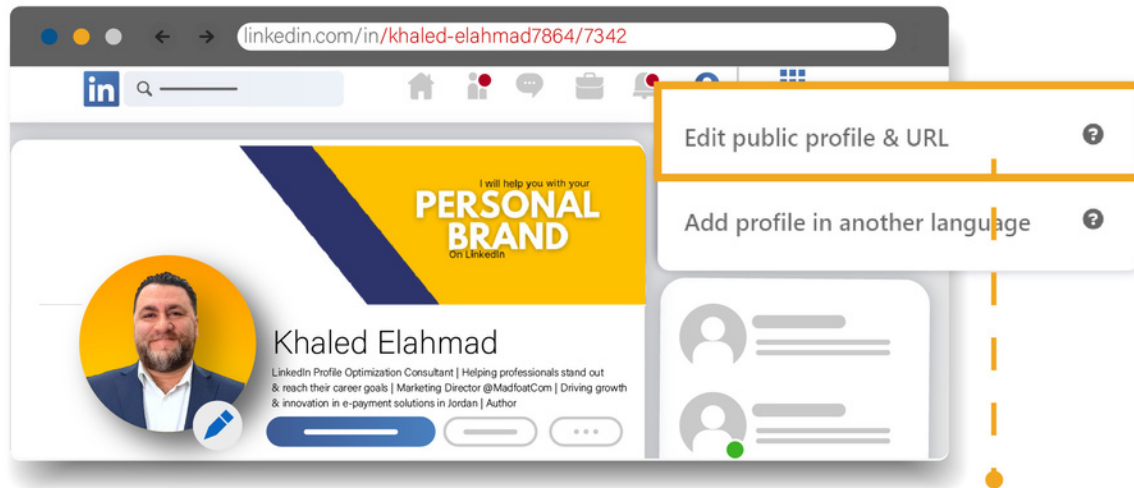 linkedin.com/in/khaled-elahmad7864/7342
in
Edit public profile & URL
Add profile in another language
I will help you with your
PERSONAL
BRAND
On LinkedIn
Khaled Elahmad
LinkedIn Profile Optimization Consultant | Helping professionals stand out
& reach their career goals | Marketing Director @MadfoatCom | Driving growth
& innovation in e-payment solutions in Jordan | Author